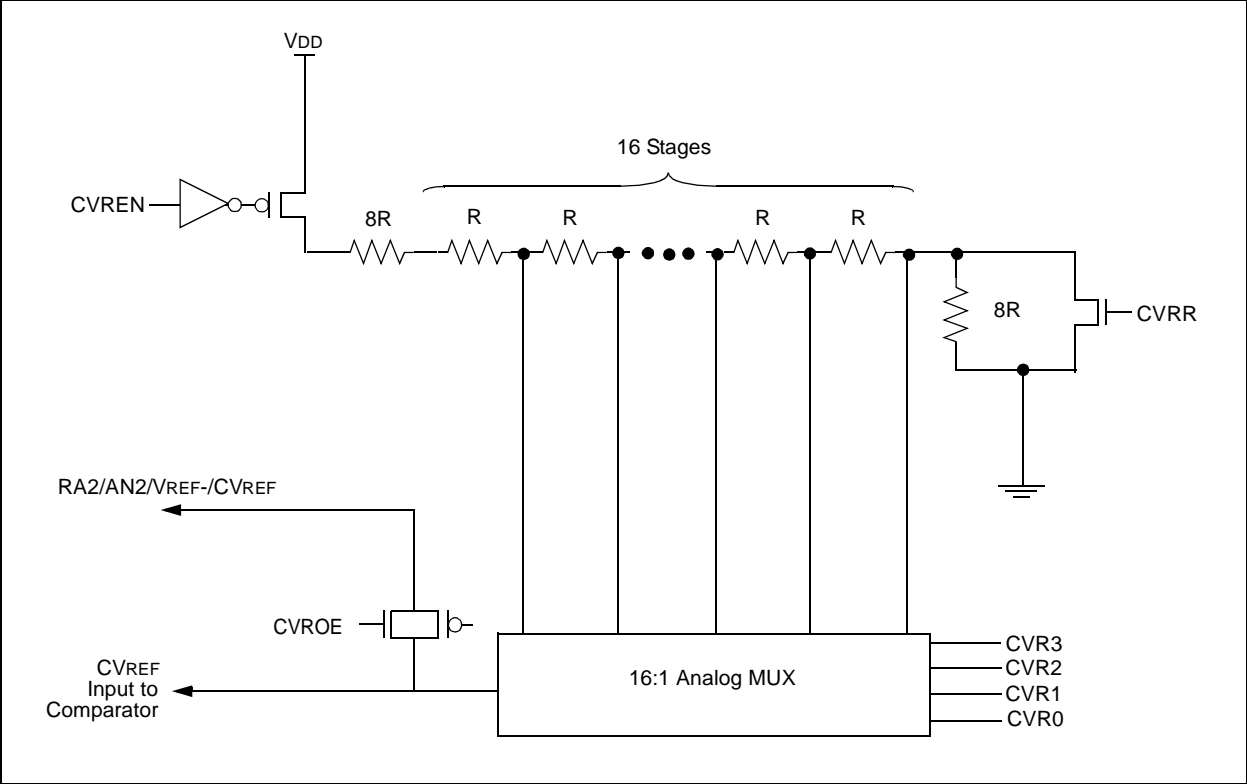 VDD
16 Stages
CVREN
8R
R
R
R
R
8R
CVRR
RA2/AN2/VREF-/CVREF
CVROE
CVREF
Input to
Comparator
16:1 Analog MUX
CVR3
CVR2
CVR1
CVR0